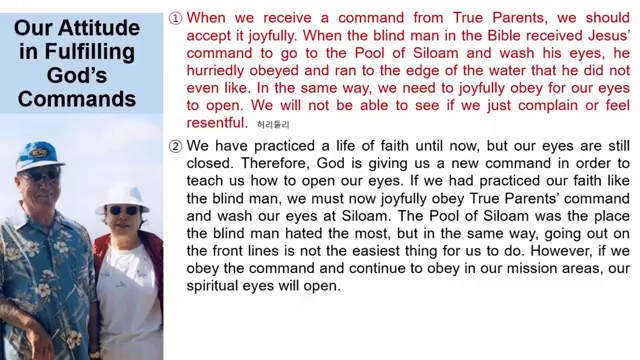 Our Attitude
in Fulfilling
God's
Commands
① When we receive a command from True Parents, we should
accept it joyfully. When the blind man in the Bible received Jesus'
command to go to the Pool of Siloam and wash his eyes, he
hurriedly obeyed and ran to the edge of the water that he did not
even like. In the same way, we need to joyfully obey for our eyes
to open. We will not be able to see if we just complain or feel
resentful. 허리둘리
② We have practiced a life of faith until now, but our eyes are still
closed. Therefore, God is giving us a new command in order to
teach us how to open our eyes. If we had practiced our faith like
the blind man, we must now joyfully obey True Parents' command
and wash our eyes at Siloam. The Pool of Siloam was the place
the blind man hated the most, but in the same way, going out on
the front lines is not the easiest thing for us to do. However, if we
obey the command and continue to obey in our mission areas, our
spiritual eyes will open.